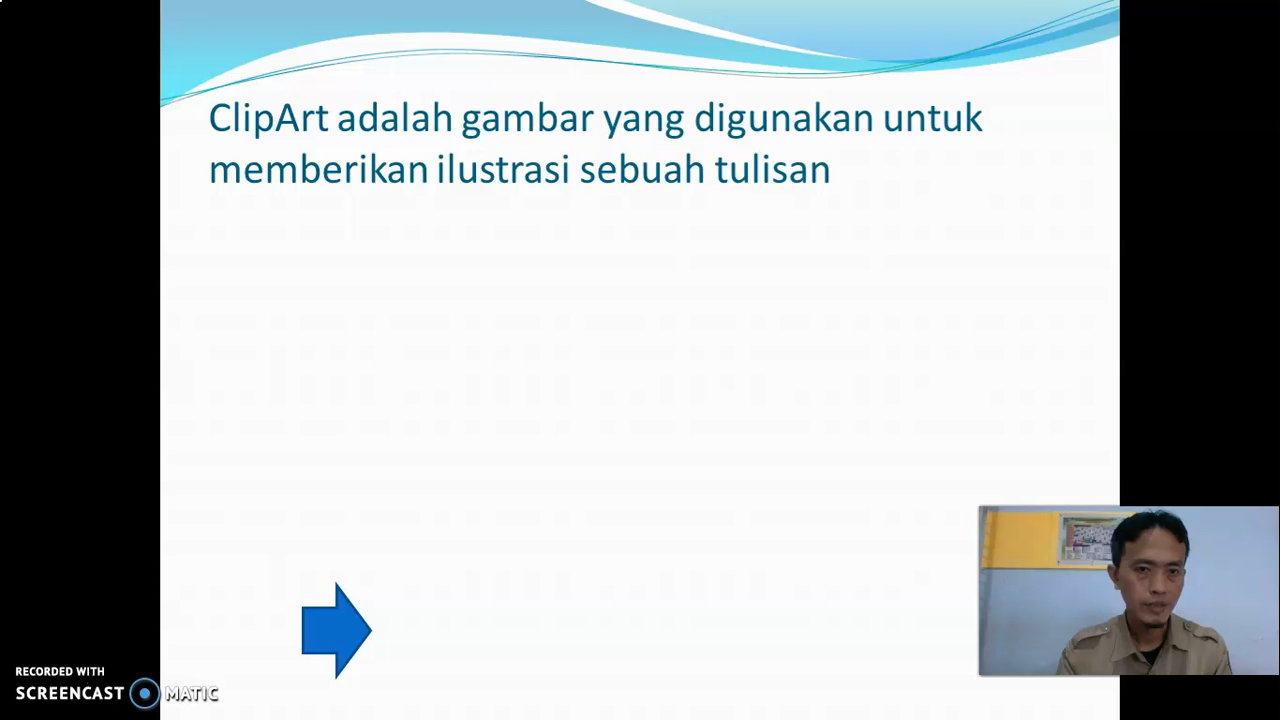 ClipArt adalah gambar yang digunakan untuk
memberikan ilustrasi sebuah tulisan
RECORDED WITH
SCREENCAST MATIC